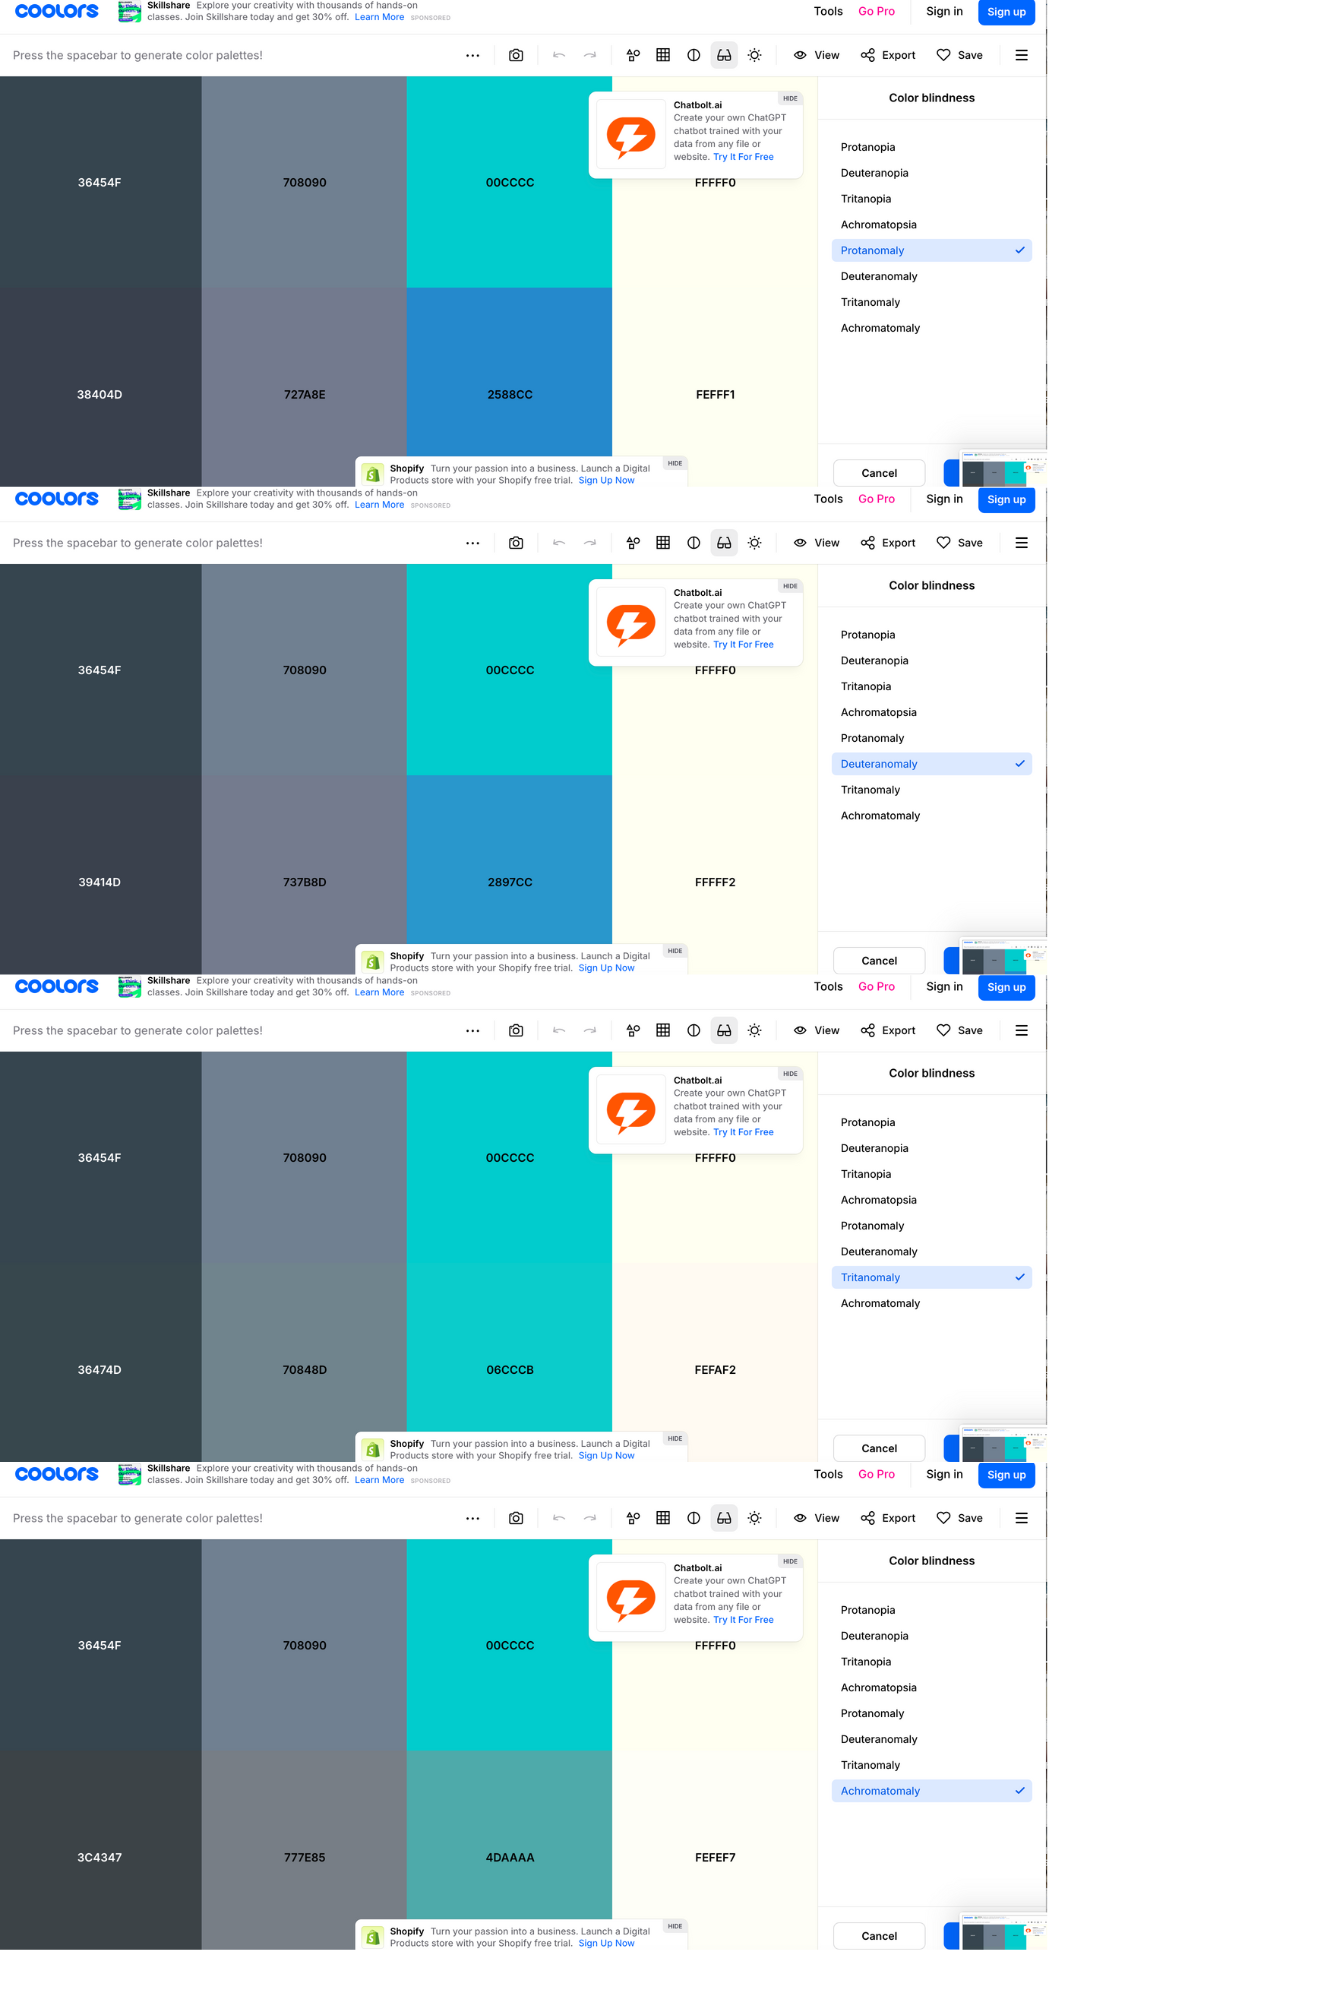 coolors
Skillshare Explore your creativity with thousands of hands-on
classes. Join Skillshare today and get 30% off. Learn More SPONSORED
Tools Go Pro Sign in Sign up
Press the spacebar to generate color palettes!
View Export Save
Color blindness
HIDE
Chatbolt.ai
Create your own ChatGPT
chatbot trained with your
data from any file or
website. Try It For Free
36454F 708090 00CCCC FFFFF0
Protanopia
Deuteranopia
Tritanopia
Achromatopsia
Protanomaly
Deuteranomaly
Tritanomaly
Achromatomaly
38404D 727A8E 2588CC FEFFF1
HIDE
Shopify Turn your passion into a business. Launch a Digital
Products store with your Shopify free trial. Sign Up Now
Cancel
coolors
Skillshare Explore your creativity with thousands of hands-on
classes. Join Skillshare today and get 30% off. Learn More SPONSORED
Tools Go Pro Sign in Sign up
Press the spacebar to generate color palettes!
View Export Save
Color blindness
HIDE
Chatbolt.ai
Create your own ChatGPT
chatbot trained with your
data from any file or
website. Try It For Free
36454F 708090 00CCCC FFFFF0
Protanopia
Deuteranopia
Tritanopia
Achromatopsia
Protanomaly
Deuteranomaly
Tritanomaly
Achromatomaly
39414D 737B8D 2897CC FFFFF2
HIDE
Shopify Turn your passion into a business. Launch a Digital
Products store with your Shopify free trial. Sign Up Now
Cancel
coolors
Skillshare Explore your creativity with thousands of hands-on
classes. Join Skillshare today and get 30% off. Learn More SPONSORED
Tools Go Pro Sign in Sign up
Press the spacebar to generate color palettes!
View Export Save
Color blindness
HIDE
Chatbolt.ai
Create your own ChatGPT
chatbot trained with your
data from any file or
website. Try It For Free
36454F 708090 00CCCC FFFFF0
Protanopia
Deuteranopia
Tritanopia
Achromatopsia
Protanomaly
Deuteranomaly
Tritanomaly
Achromatomaly
36474D 70848D 06CCCB FEFAF2
HIDE
Shopify Turn your passion into a business. Launch a Digital
Products store with your Shopify free trial. Sign Up Now
Cancel
coolors
Skillshare Explore your creativity with thousands of hands-on
classes. Join Skillshare today and get 30% off. Learn More SPONSORED
Tools Go Pro Sign in Sign up
Press the spacebar to generate color palettes!
View Export Save
Color blindness
HIDE
Chatbolt.ai
Create your own ChatGPT
chatbot trained with your
data from any file or
website. Try It For Free
36454F 708090 00CCCC FFFFF0
Protanopia
Deuteranopia
Tritanopia
Achromatopsia
Protanomaly
Deuteranomaly
Tritanomaly
Achromatomaly
3C4347 777E85 4DAAAA FEFEF7
HIDE
Shopify Turn your passion into a business. Launch a Digital
Products store with your Shopify free trial. Sign Up Now
Cancel